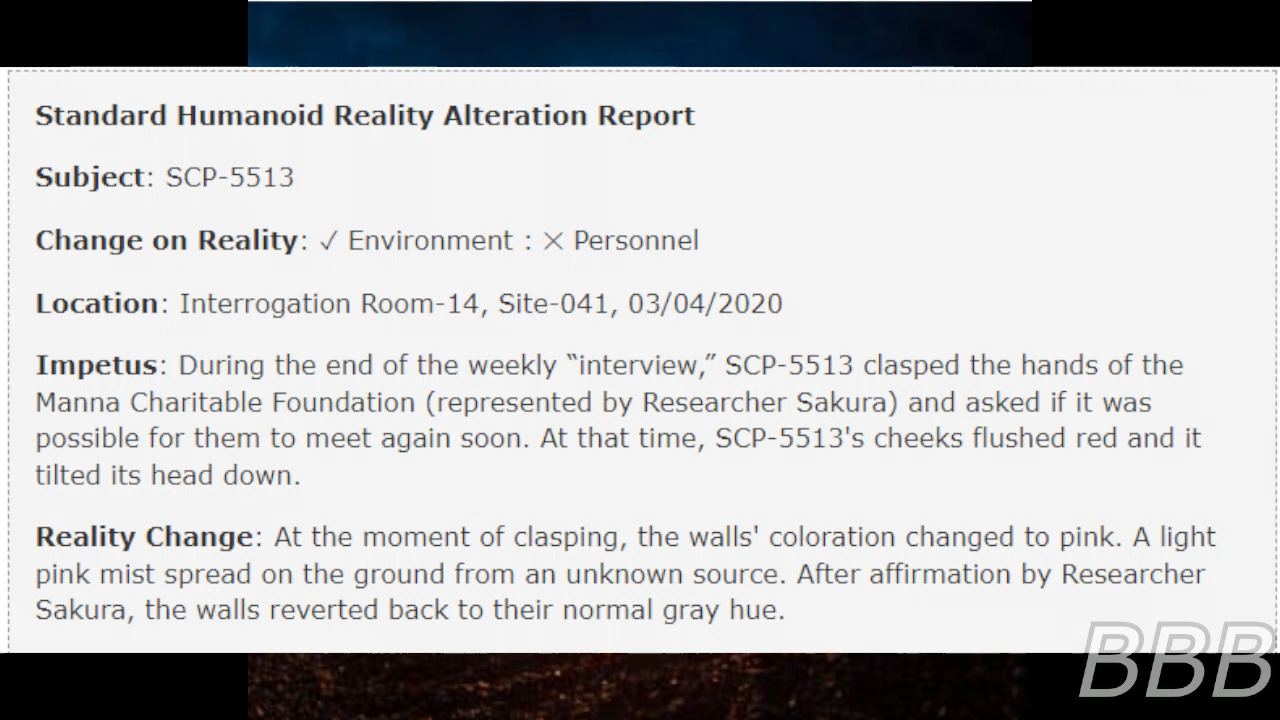 Standard Humanoid Reality Alteration Report
Subject: SCP-5513
Change on Reality: ✓ Environment : ✕ Personnel
Location: Interrogation Room-14, Site-041, 03/04/2020
Impetus: During the end of the weekly “interview,” SCP-5513 clasped the hands of the
Manna Charitable Foundation (represented by Researcher Sakura) and asked if it was
possible for them to meet again soon. At that time, SCP-5513's cheeks flushed red and it
tilted its head down.
Reality Change: At the moment of clasping, the walls' coloration changed to pink. A light
pink mist spread on the ground from an unknown source. After affirmation by Researcher
Sakura, the walls reverted back to their normal gray hue.
BBB